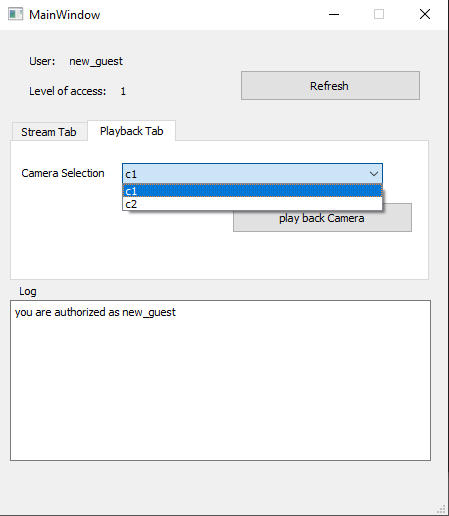 MainWindow
User: new_guest
Level of access: 1
Refresh
Stream Tab Playback Tab
Camera Selection c1
c1
c2
play back Camera
Log
you are authorized as new_guest